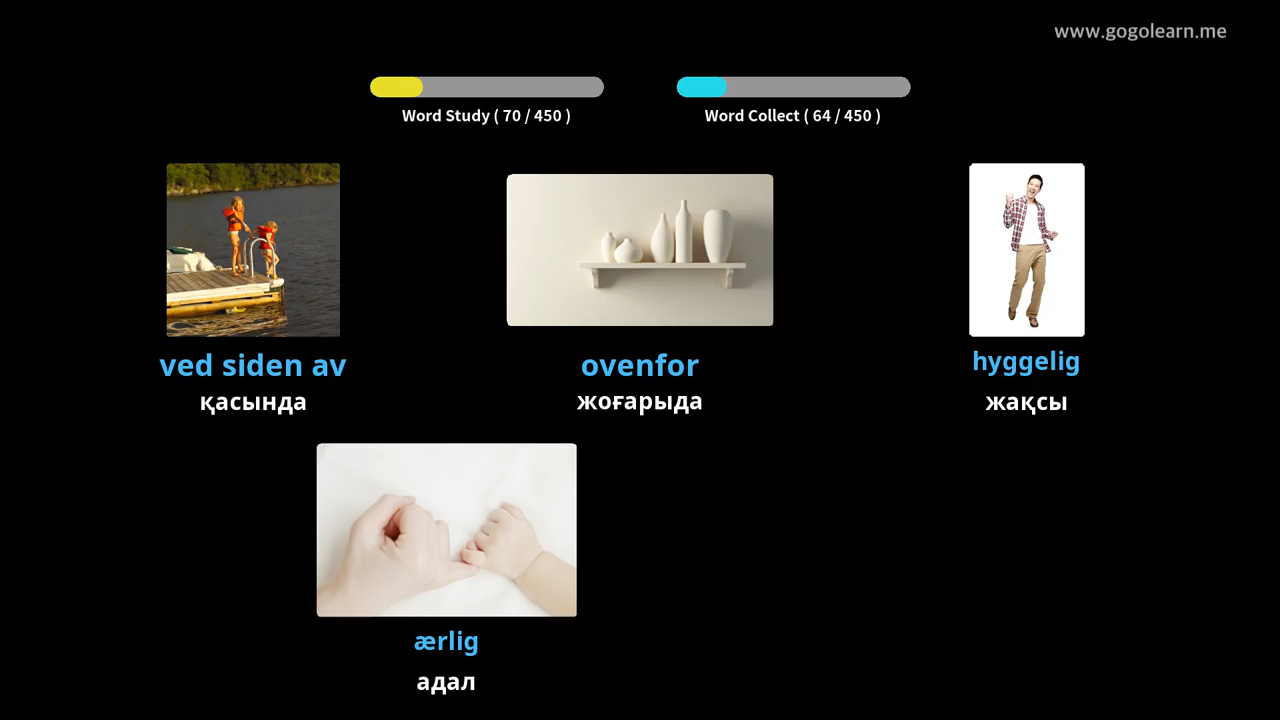 www.gogolearn.me
Word Study ( 70 / 450 )
Word Collect ( 64 / 450 )
ved siden av
қасында
ovenfor
жоғарыда
hyggelig
жақсы
ærlig
адал